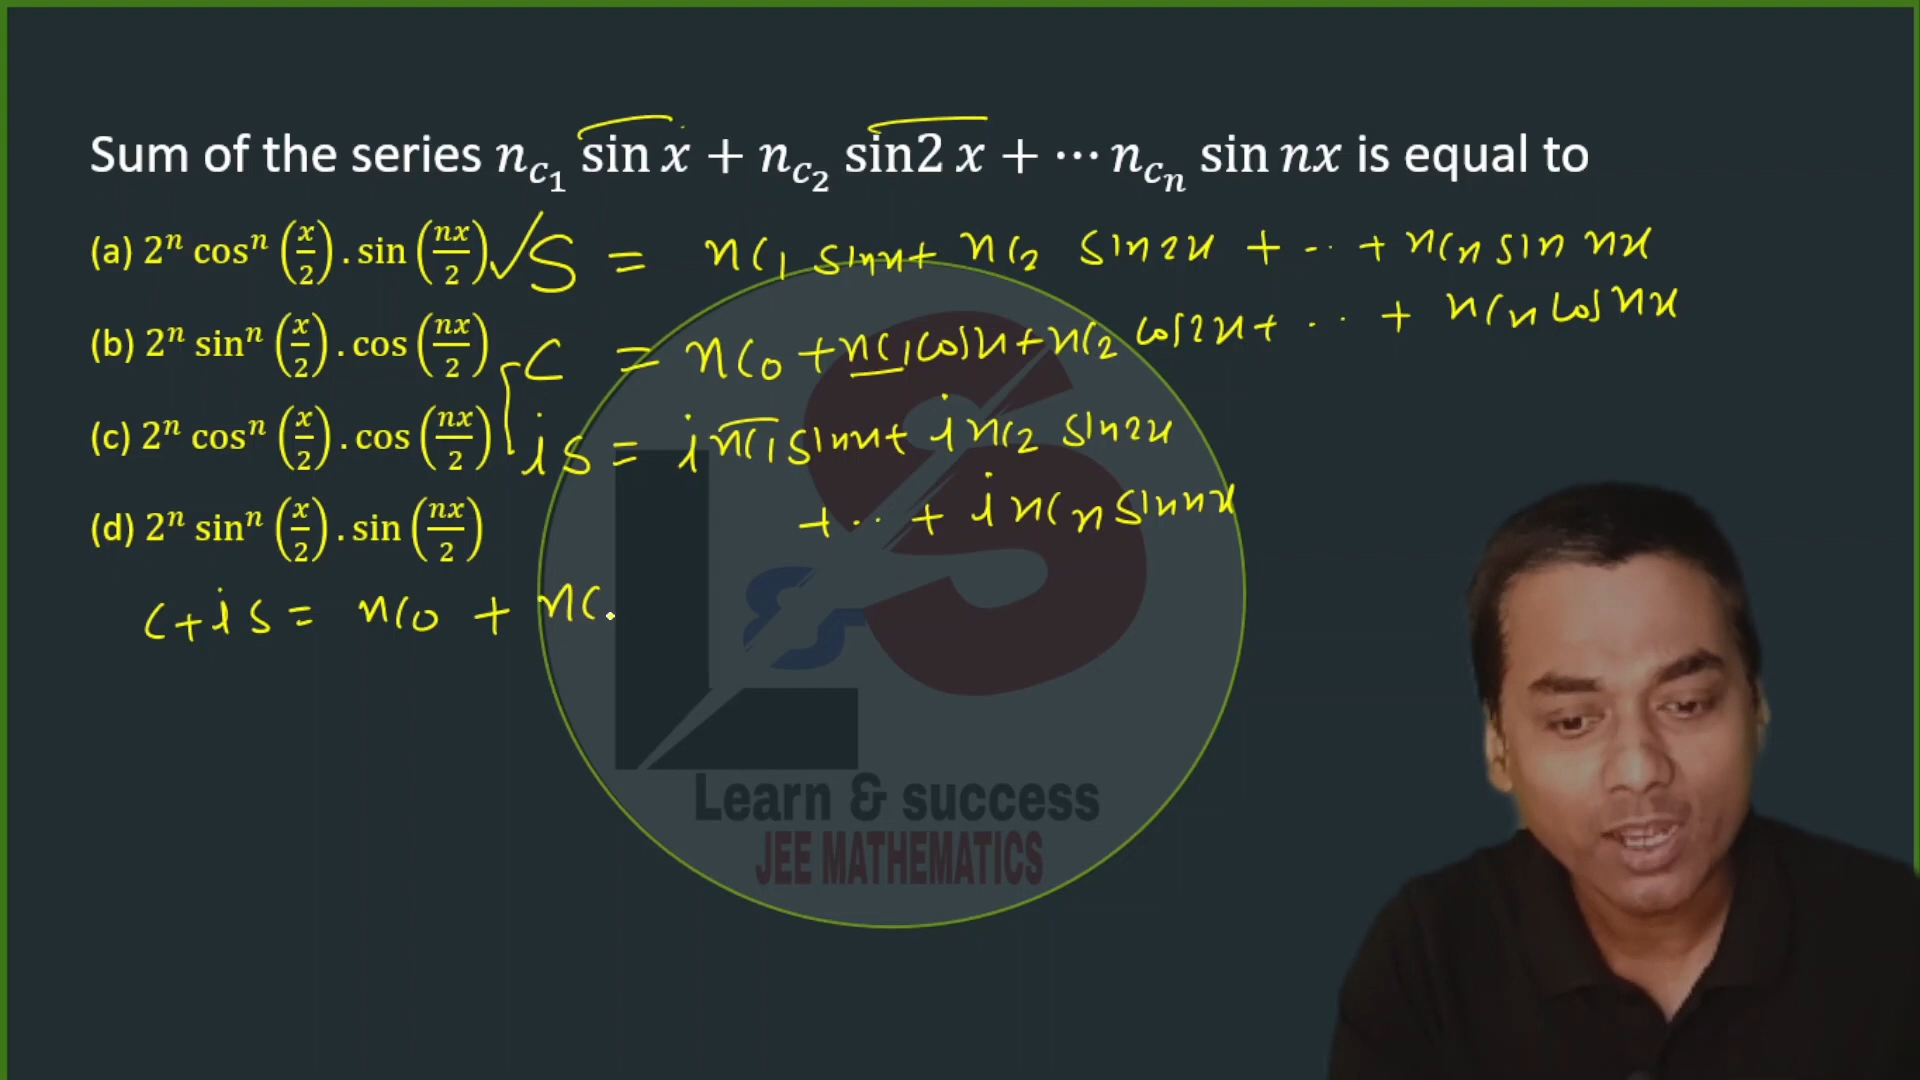 Sum of the series n_{c_1} sin x + n_{c_2} sin2 x + ⋯ n_{c_n} sin nx is equal to
(a) 2^n cos^n (x/2) . sin (nx/2) ✓
S = nC1 sinx + nC2 sin2x + .. + nCn sin nx
(b) 2^n sin^n (x/2) . cos (nx/2)
C = nC0 + nC1 cosx + nC2 cos2x + .. + nCn cos nx
(c) 2^n cos^n (x/2) . cos (nx/2)
is = i nC1 sinx + i nC2 sin2x
+ .. + i nCn sin nx
(d) 2^n sin^n (x/2) . sin (nx/2)
C + is = nC0 + nC
LS
Learn & success
JEE MATHEMATICS